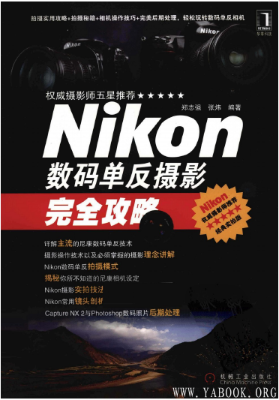 拍摄实用攻略+拍摄秘籍+相机操作技巧+完美后期处理，轻松玩转数码单反相机
权威摄影师五星推荐★★★★★
郑志强 张炜 编著
Nikon
数码单反摄影
完全攻略
Nikon
权威摄影师推荐
★★★★★
详解主流的尼康数码单反技术
摄影操作技术以及必须掌握的摄影理念讲解
Nikon数码单反拍摄模式
揭秘你所不知道的尼康相机设定
Nikon摄影实拍技法
Nikon常用镜头剖析
Capture NX 2与Photoshop数码照片后期处理
机械工业出版社
WWW.YABOOK.ORG